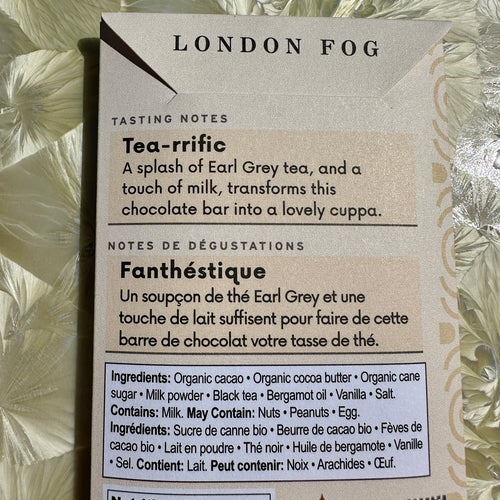 LONDON FOG
TASTING NOTES
Tea-rrific
A splash of Earl Grey tea, and a
touch of milk, transforms this
chocolate bar into a lovely cuppa.
NOTES DE DÉGUSTATIONS
Fanthéstique
Un soupçon de thé Earl Grey et une
touche de lait suffisent pour faire de cette
barre de chocolat votre tasse de thé.
Ingredients: Organic cacao • Organic cocoa butter • Organic cane
sugar • Milk powder • Black tea • Bergamot oil • Vanilla • Salt.
Contains: Milk. May Contain: Nuts • Peanuts • Egg.
Ingrédients: Sucre de canne bio • Beurre de cacao bio • Fèves de
cacao bio • Lait en poudre • Thé noir • Huile de bergamote • Vanille
• Sel. Contient: Lait. Peut contenir: Noix • Arachides • Œuf.